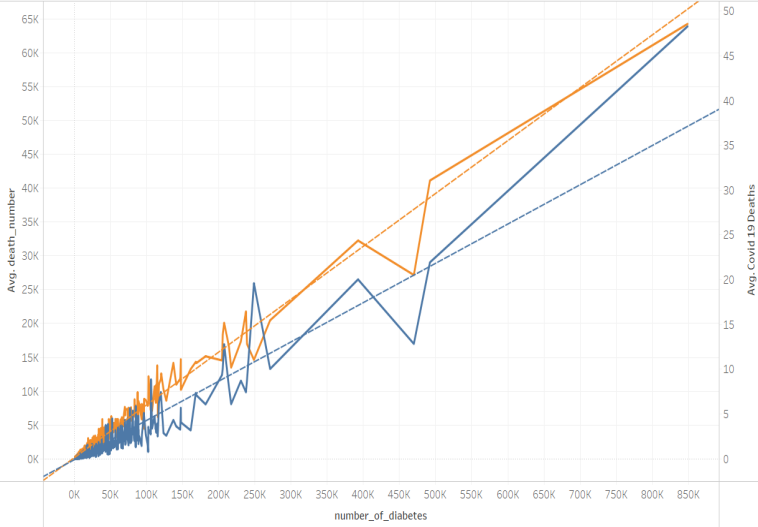 65K
60K
55K
50K
45K
40K
35K
30K
25K
20K
15K
10K
5K
0K
Avg. death_number
50
45
40
35
30
25
20
15
10
5
0
Avg. Covid 19 Deaths
0K 50K 100K 150K 200K 250K 300K 350K 400K 450K 500K 550K 600K 650K 700K 750K 800K 850K
number_of_diabetes